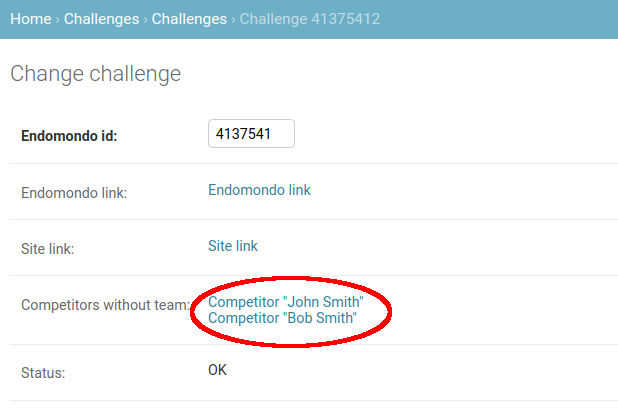 Home › Challenges › Challenges › Challenge 41375412
Change challenge
Endomondo id: 4137541
Endomondo link: Endomondo link
Site link: Site link
Competitors without team: Competitor "John Smith"
Competitor "Bob Smith"
Status: OK